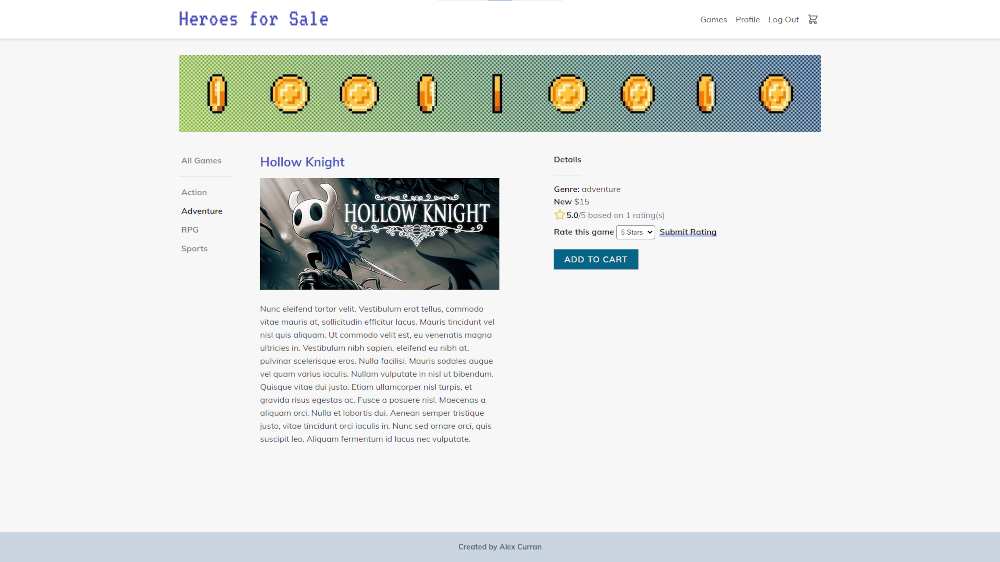 Heroes for Sale
Games Profile Log Out
All Games
Action
Adventure
RPG
Sports
Hollow Knight
HOLLOW KNIGHT
Nunc eleifend tortor velit. Vestibulum erat tellus, commodo
vitae mauris at, sollicitudin efficitur lacus. Mauris tincidunt vel
nisl quis aliquam. Ut commodo velit est, eu venenatis magna
ultricies in. Vestibulum nibh sapien, eleifend eu nibh at,
pulvinar scelerisque eros. Nulla facilisi. Mauris sodales augue
vel quam varius iaculis. Nullam vulputate in nisl ut bibendum.
Quisque vitae dui justo. Etiam ullamcorper nisl turpis, et
gravida risus egestas ac. Fusce a posuere nisl. Maecenas a
aliquam orci. Nulla et lobortis dui. Aenean semper tristique
justo, vitae tincidunt orci iaculis in. Nunc sed ornare orci, quis
suscipit leo. Aliquam fermentum id lacus nec vulputate.
Details
Genre: adventure
New $15
5.0/5 based on 1 rating(s)
Rate this game 5 Stars Submit Rating
ADD TO CART
Created by Alex Curran